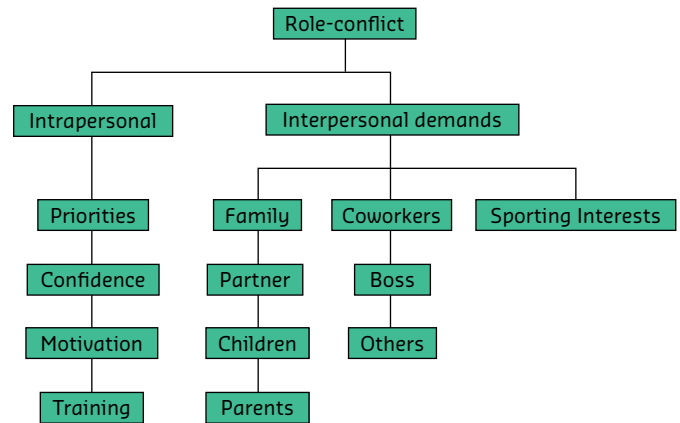 Role-conflict
Intrapersonal
Interpersonal demands
Priorities
Family
Coworkers
Sporting Interests
Confidence
Partner
Boss
Motivation
Children
Others
Training
Parents